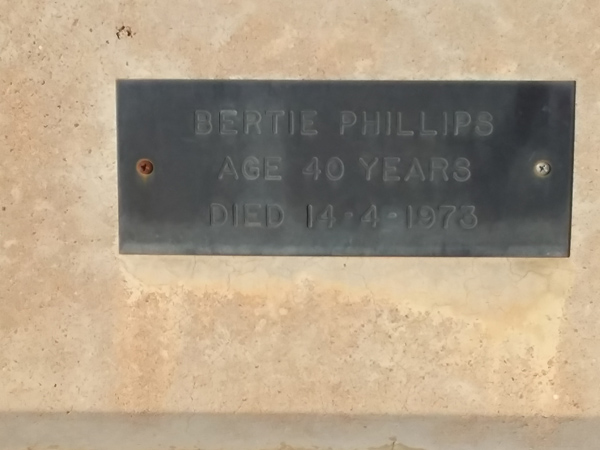 BERTIE PHILLIPS
AGE 40 YEARS
DIED 14-4-1973